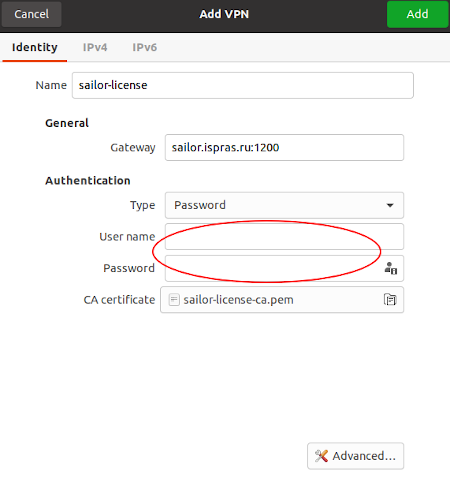 Cancel Add VPN Add
Identity IPv4 IPv6
Name sailor-license
General
Gateway sailor.ispras.ru:1200
Authentication
Type Password
User name
Password
CA certificate sailor-license-ca.pem
Advanced...